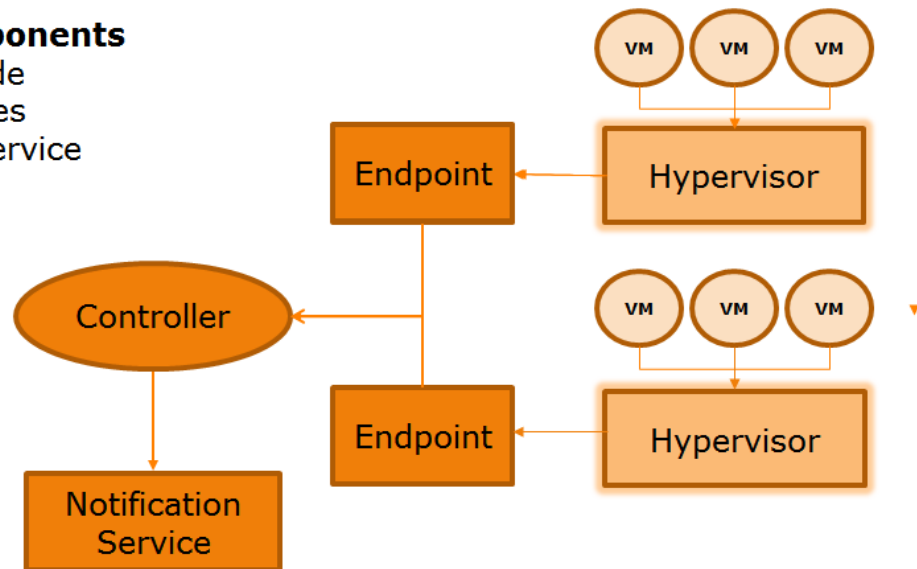 ponents
de
es
ervice
VM
VM
VM
Endpoint
Hypervisor
Controller
VM
VM
VM
Endpoint
Hypervisor
Notification
Service